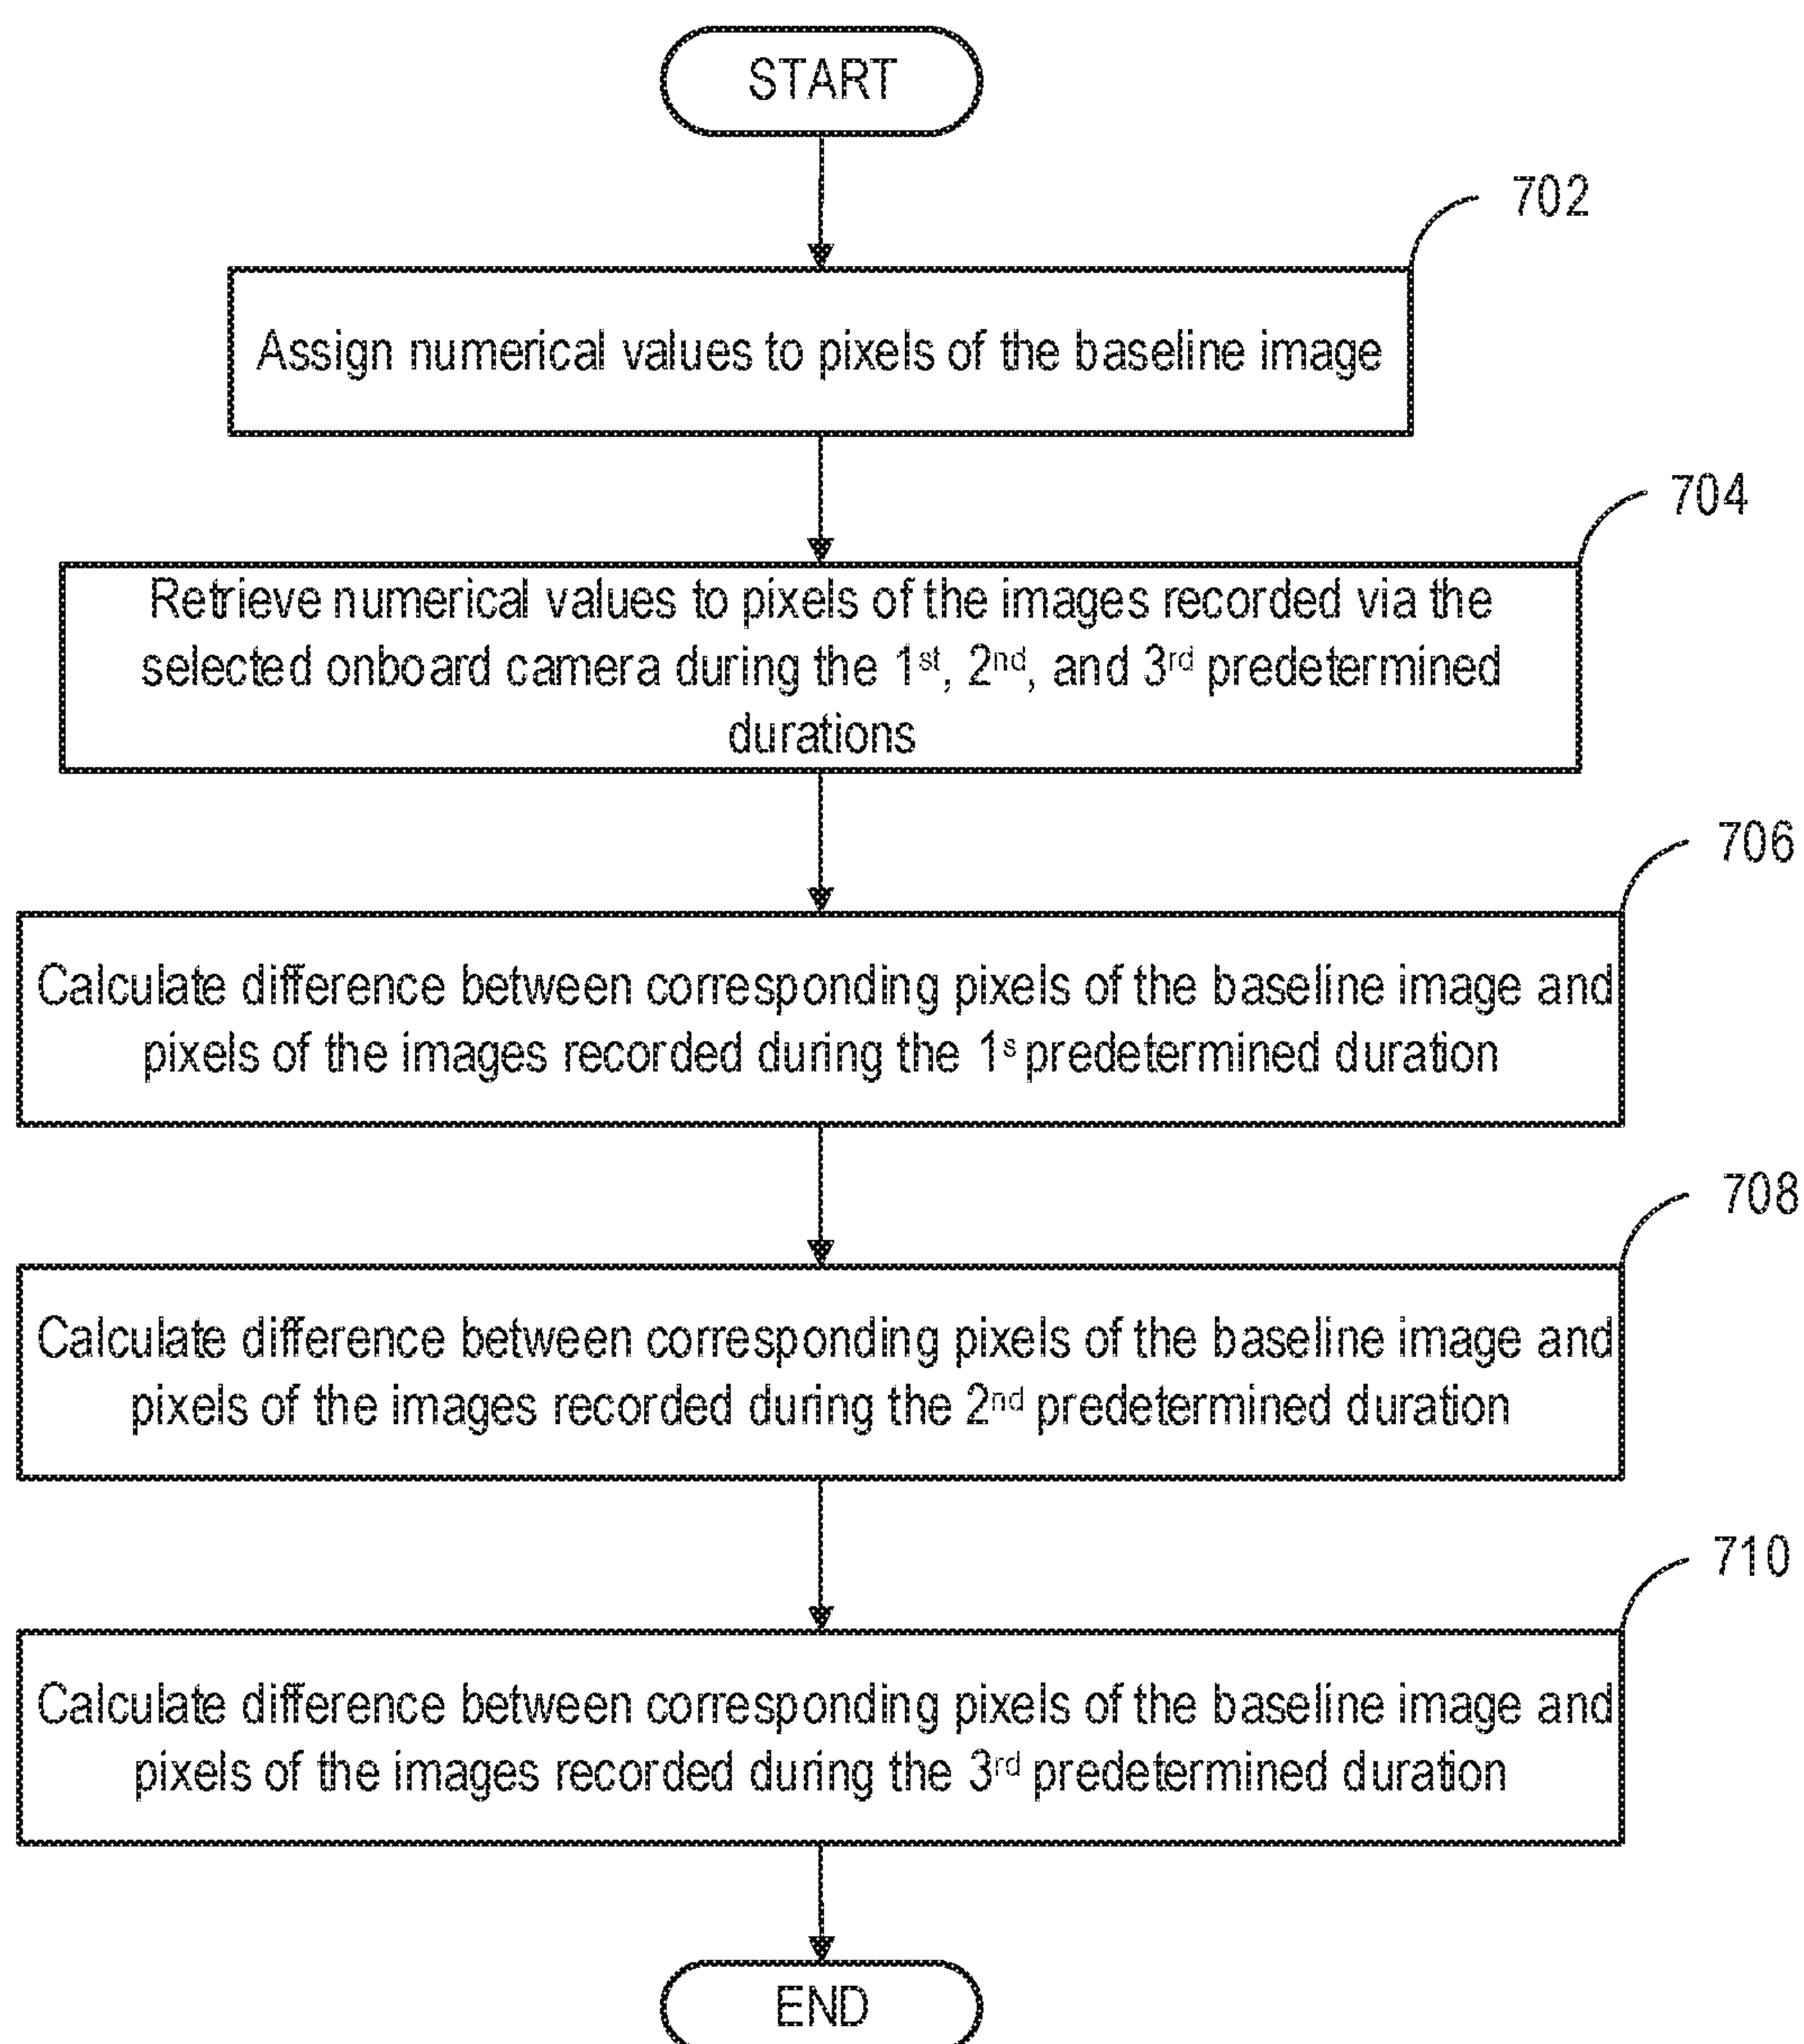 START
702
Assign numerical values to pixels of the baseline image
704
Retrieve numerical values to pixels of the images recorded via the
selected onboard camera during the 1st, 2nd, and 3rd predetermined
durations
706
Calculate difference between corresponding pixels of the baseline image and
pixels of the images recorded during the 1s predetermined duration
708
Calculate difference between corresponding pixels of the baseline image and
pixels of the images recorded during the 2nd predetermined duration
710
Calculate difference between corresponding pixels of the baseline image and
pixels of the images recorded during the 3rd predetermined duration
END